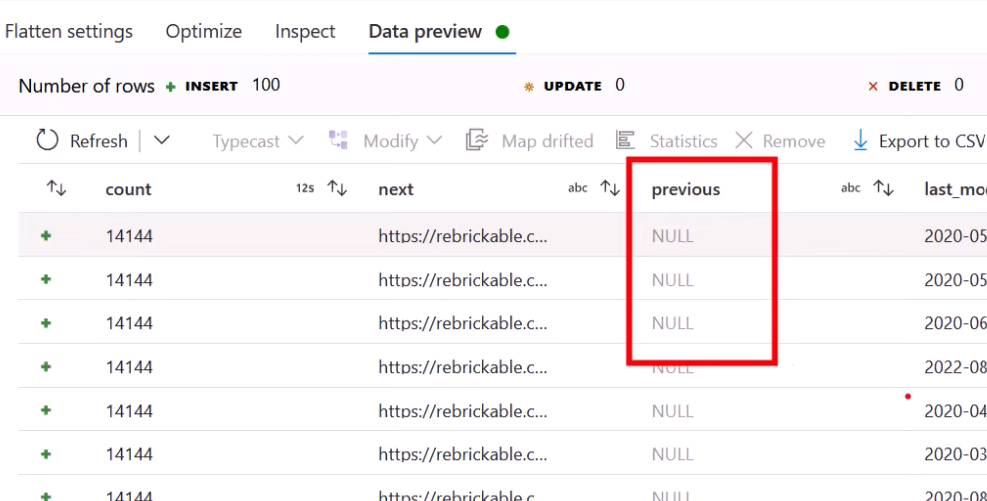 Flatten settings Optimize Inspect Data preview
Number of rows INSERT 100 UPDATE 0 DELETE 0
Refresh Typecast Modify Map drifted Statistics Remove Export to CSV
count 12s next abc previous abc last_mo
14144 https://rebrickable.c... NULL 2020-05
14144 https://rebrickable.c... NULL 2020-05
14144 https://rebrickable.c... NULL 2020-06
14144 https://rebrickable.c... NULL 2022-08
14144 https://rebrickable.c... NULL 2020-04
14144 https://rebrickable.c... NULL 2020-03
14144 https://rebrickable.c... NULL 2020-08